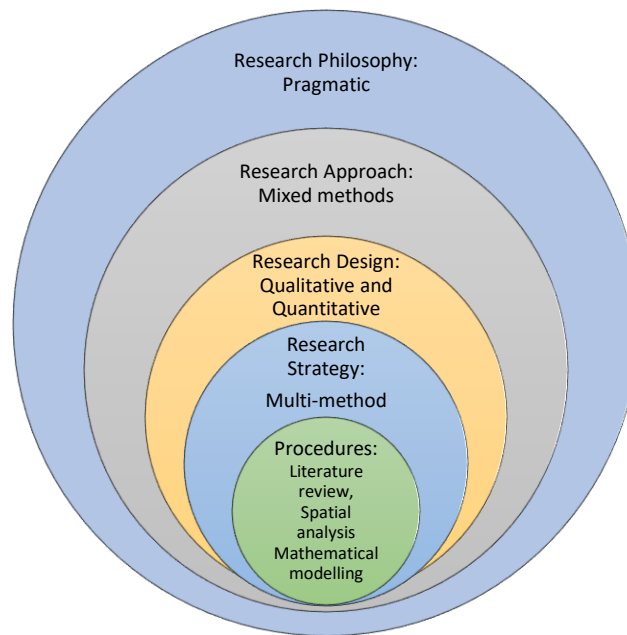 Research Philosophy:
Pragmatic
Research Approach:
Mixed methods
Research Design:
Qualitative and
Quantitative
Research
Strategy:
Multi-method
Procedures:
Literature
review,
Spatial
analysis
Mathematical
modelling